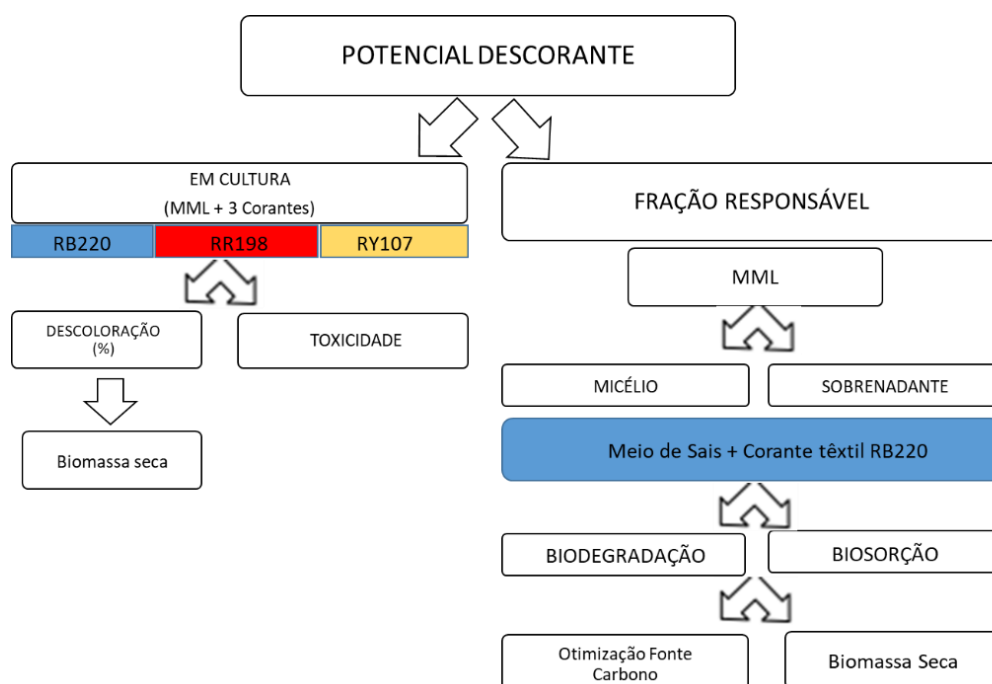 POTENCIAL DESCORANTE
EM CULTURA
(MML + 3 Corantes)
RB220
RR198
RY107
DESCOLORAÇÃO
(%)
TOXICIDADE
Biomassa seca
FRAÇÃO RESPONSÁVEL
MML
MICÉLIO
SOBRENADANTE
Meio de Sais + Corante têxtil RB220
BIODEGRADAÇÃO
BIOSORÇÃO
Otimização Fonte
Carbono
Biomassa Seca